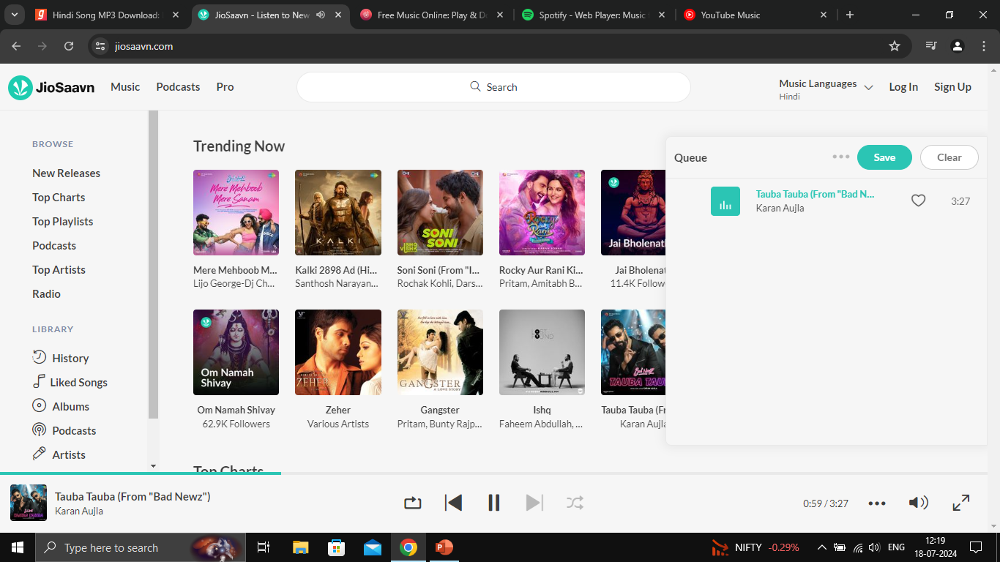 Hindi Song MP3 Download:
JioSaavn - Listen to New
Free Music Online: Play & Do
Spotify - Web Player: Music
YouTube Music
jiosaavn.com
JioSaavn
Music
Podcasts
Pro
Search
Music Languages
Hindi
Log In
Sign Up
BROWSE
New Releases
Top Charts
Top Playlists
Podcasts
Top Artists
Radio
LIBRARY
History
Liked Songs
Albums
Podcasts
Artists
Trending Now
Mere Mehboob
Mere Sanam
KALKI
SONI
SONI
ROCKY
RANI
Jai Bholenat
Mere Mehboob M...
Lijo George-Dj Ch...
Kalki 2898 Ad (Hi...
Santhosh Narayan...
Soni Soni (From "I...
Rochak Kohli, Dars...
Rocky Aur Rani Ki...
Pritam, Amitabh B...
Jai Bholenat
11.4K Follow
Om Namah
Shivay
ZEHER
GANGSTER
A LOVE STORY
Bad Newz
TAUBA TAU
Om Namah Shivay
62.9K Followers
Zeher
Various Artists
Gangster
Pritam, Bunty Rajp...
Ishq
Faheem Abdullah, ...
Tauba Tauba (Fr
Karan Aujla
Top Charts
Queue
Save
Clear
Tauba Tauba (From "Bad N...
Karan Aujla
3:27
Tauba Tauba (From "Bad Newz")
Karan Aujla
0:59 / 3:27
Type here to search
NIFTY -0.29%
ENG
12:19
18-07-2024